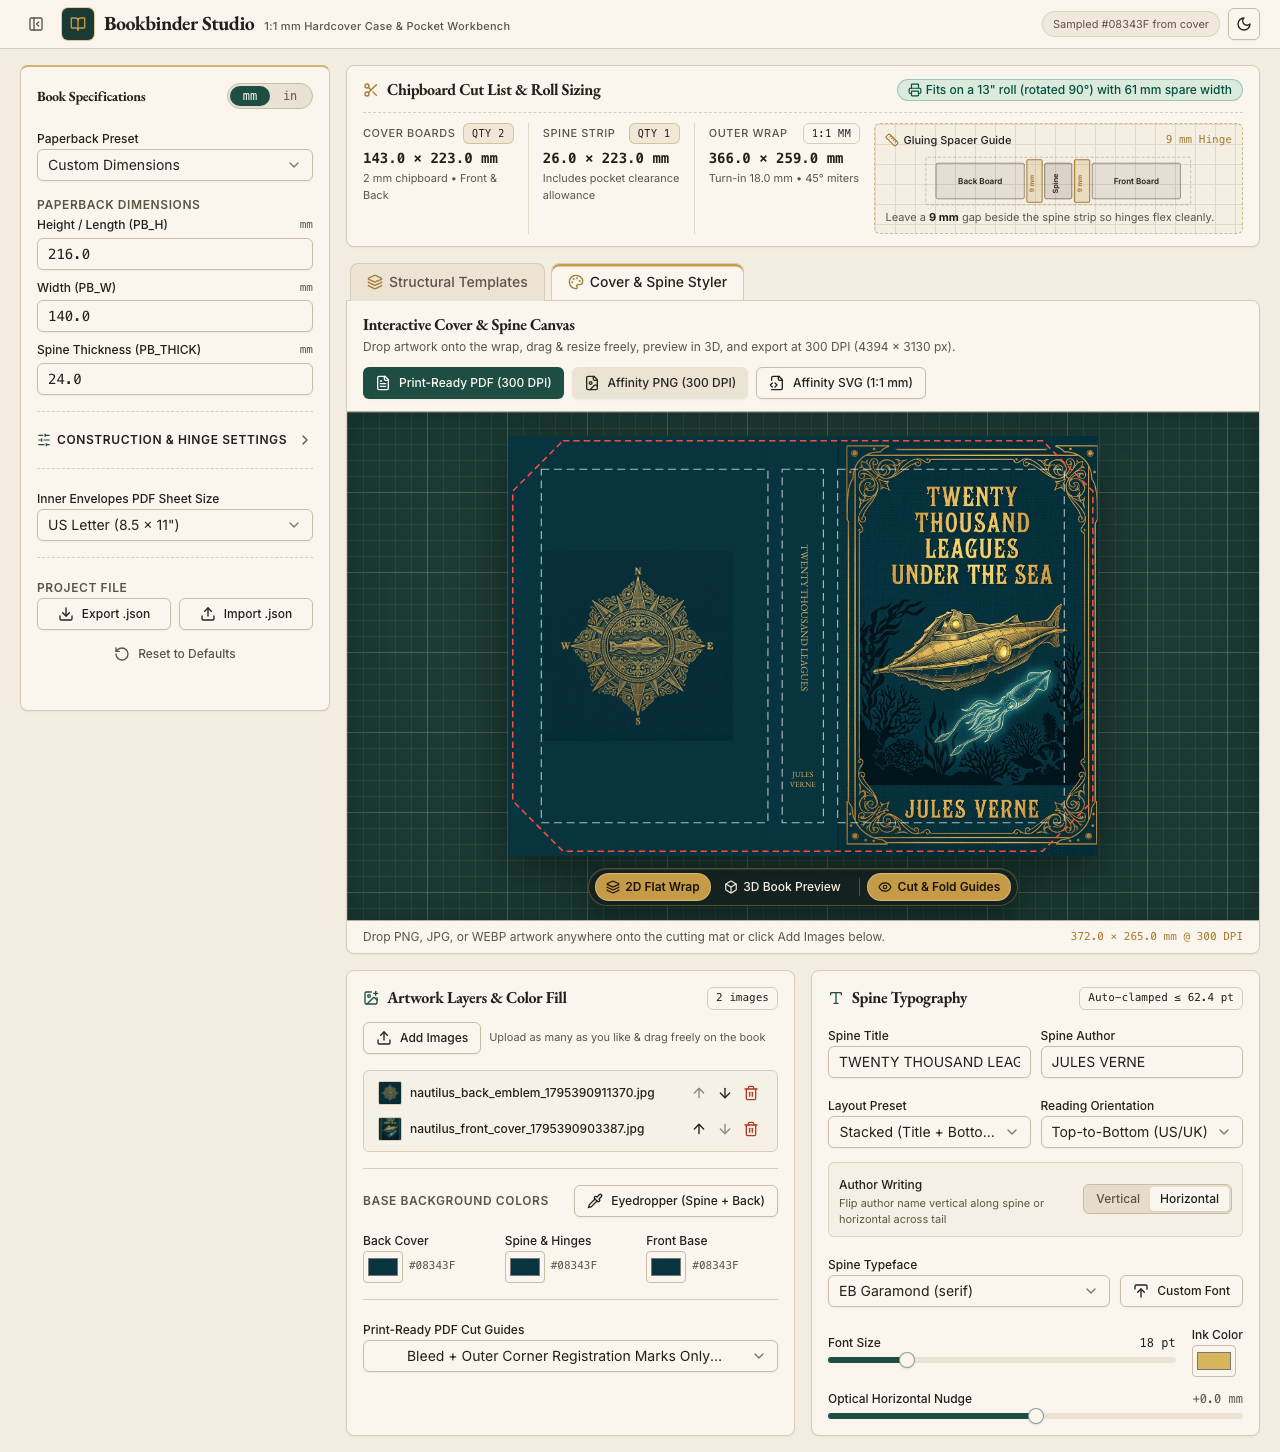 Bookbinder Studio
1:1 mm Hardcover Case & Pocket Workbench
Sampled #08343F from cover
Book Specifications
mm
in
Paperback Preset
Custom Dimensions
PAPERBACK DIMENSIONS
Height / Length (PB_H)
mm
216.0
Width (PB_W)
mm
140.0
Spine Thickness (PB_THICK)
mm
24.0
CONSTRUCTION & HINGE SETTINGS
Inner Envelopes PDF Sheet Size
US Letter (8.5 × 11")
PROJECT FILE
Export .json
Import .json
Reset to Defaults
Chipboard Cut List & Roll Sizing
Fits on a 13" roll (rotated 90°) with 61 mm spare width
COVER BOARDS
QTY 2
143.0 × 223.0 mm
2 mm chipboard • Front &
Back
SPINE STRIP
QTY 1
26.0 × 223.0 mm
Includes pocket clearance
allowance
OUTER WRAP
1:1 MM
366.0 × 259.0 mm
Turn-in 18.0 mm • 45° miters
Gluing Spacer Guide
9 mm Hinge
Back Board
9 mm
Spine
9 mm
Front Board
Leave a 9 mm gap beside the spine strip so hinges flex cleanly.
Structural Templates
Cover & Spine Styler
Interactive Cover & Spine Canvas
Drop artwork onto the wrap, drag & resize freely, preview in 3D, and export at 300 DPI (4394 × 3130 px).
Print-Ready PDF (300 DPI)
Affinity PNG (300 DPI)
Affinity SVG (1:1 mm)
N
W
E
S
TWENTY THOUSAND LEAGUES
JULES
VERNE
TWENTY
THOUSAND
LEAGUES
UNDER THE SEA
JULES VERNE
2D Flat Wrap
3D Book Preview
Cut & Fold Guides
Drop PNG, JPG, or WEBP artwork anywhere onto the cutting mat or click Add Images below.
372.0 × 265.0 mm @ 300 DPI
Artwork Layers & Color Fill
2 images
Add Images
Upload as many as you like & drag freely on the book
nautilus_back_emblem_1795390911370.jpg
nautilus_front_cover_1795390903387.jpg
BASE BACKGROUND COLORS
Eyedropper (Spine + Back)
Back Cover
#08343F
Spine & Hinges
#08343F
Front Base
#08343F
Print-Ready PDF Cut Guides
Bleed + Outer Corner Registration Marks Only...
Spine Typography
Auto-clamped ≤ 62.4 pt
Spine Title
TWENTY THOUSAND LEAG
Spine Author
JULES VERNE
Layout Preset
Stacked (Title + Botto...
Reading Orientation
Top-to-Bottom (US/UK)
Author Writing
Flip author name vertical along spine or
horizontal across tail
Vertical
Horizontal
Spine Typeface
EB Garamond (serif)
Custom Font
Font Size
18 pt
Ink Color
Optical Horizontal Nudge
+0.0 mm